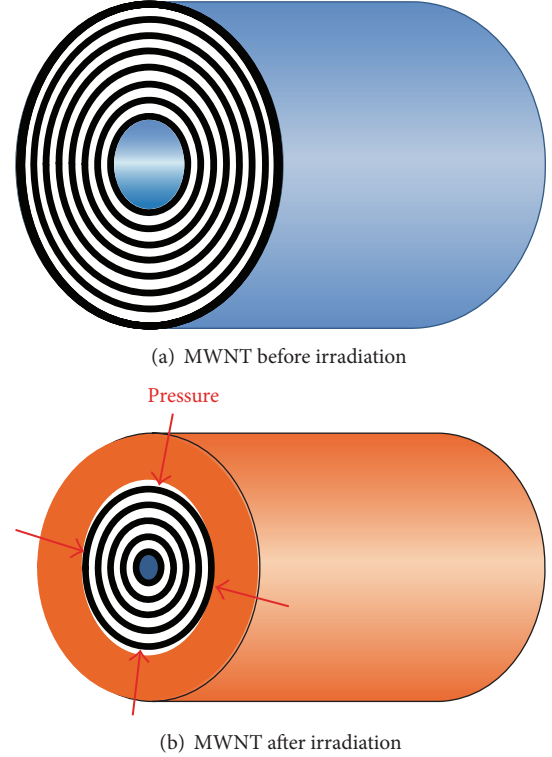 (a) MWNT before irradiation
Pressure
(b) MWNT after irradiation